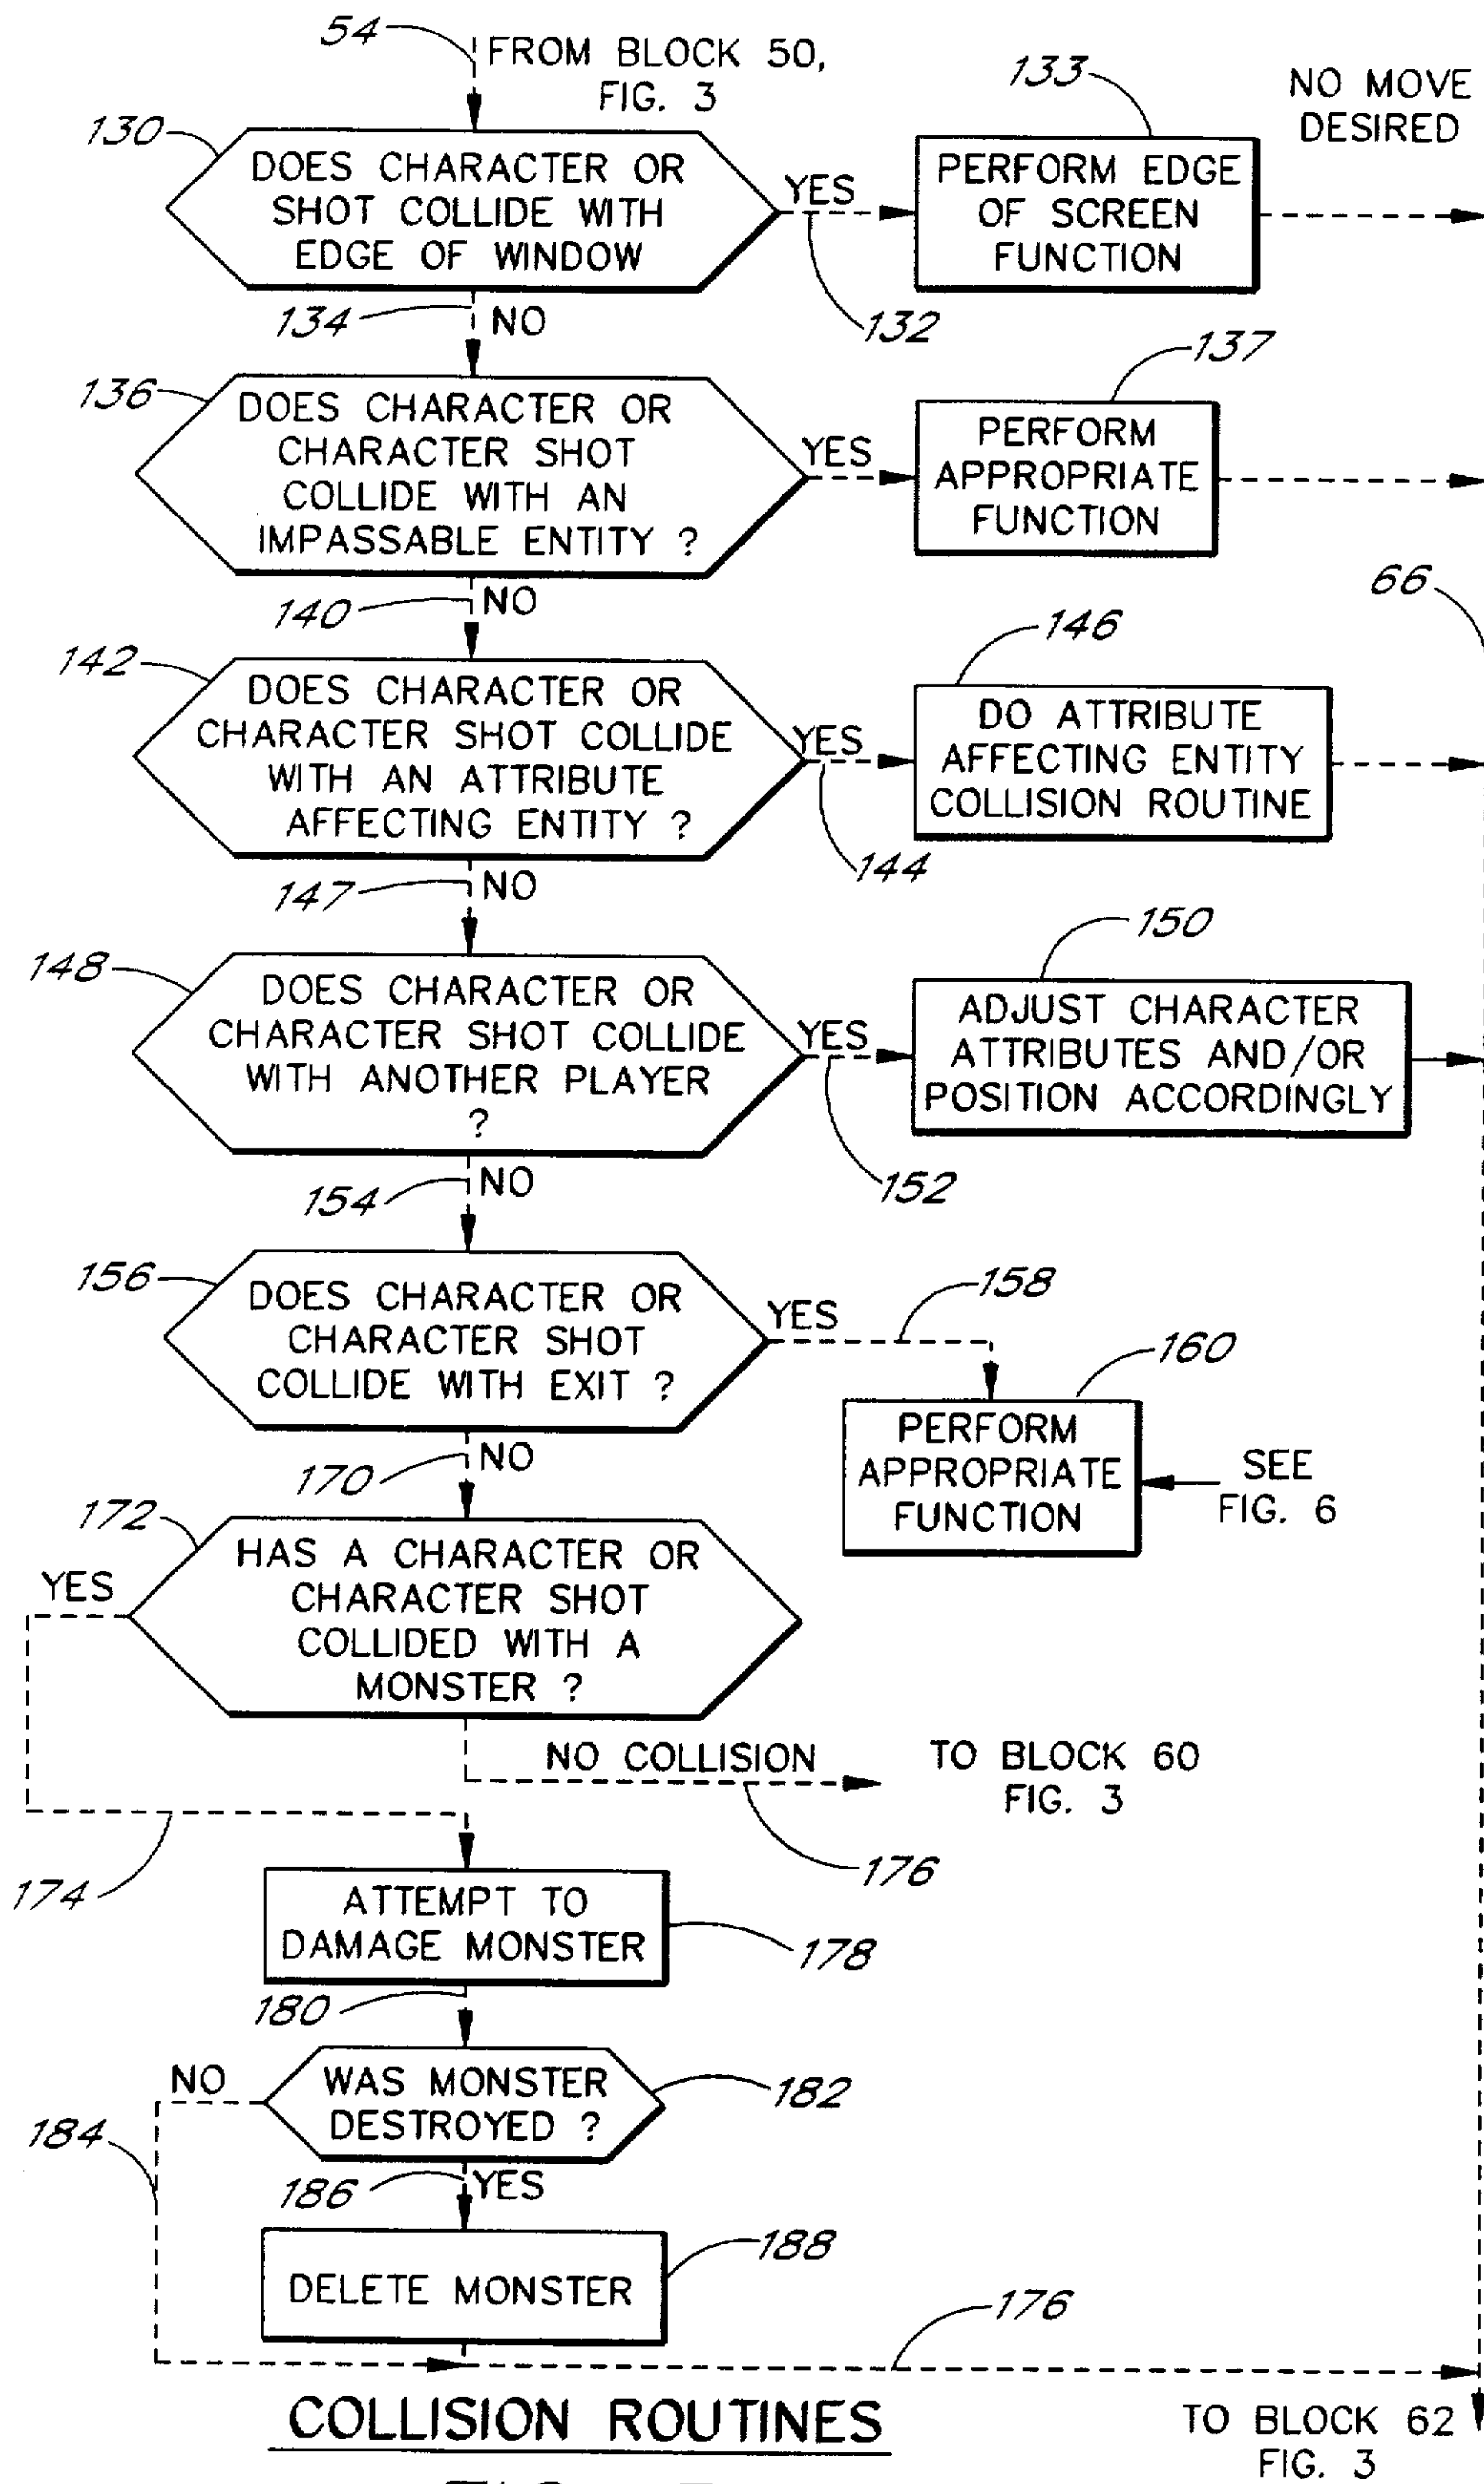 54
FROM BLOCK 50,
FIG. 3
133
NO MOVE
DESIRED
130
DOES CHARACTER OR
SHOT COLLIDE WITH
EDGE OF WINDOW
YES
132
PERFORM EDGE
OF SCREEN
FUNCTION
134
NO
137
136
DOES CHARACTER OR
CHARACTER SHOT
COLLIDE WITH AN
IMPASSABLE ENTITY ?
YES
PERFORM
APPROPRIATE
FUNCTION
66
140
NO
146
142
DOES CHARACTER OR
CHARACTER SHOT COLLIDE
WITH AN ATTRIBUTE
AFFECTING ENTITY ?
YES
144
DO ATTRIBUTE
AFFECTING ENTITY
COLLISION ROUTINE
147
NO
150
148
DOES CHARACTER OR
CHARACTER SHOT COLLIDE
WITH ANOTHER PLAYER
?
YES
152
ADJUST CHARACTER
ATTRIBUTES AND/OR
POSITION ACCORDINGLY
154
NO
156
DOES CHARACTER OR
CHARACTER SHOT
COLLIDE WITH EXIT ?
YES
158
160
PERFORM
APPROPRIATE
FUNCTION
SEE
FIG. 6
170
NO
172
HAS A CHARACTER OR
CHARACTER SHOT
COLLIDED WITH A
MONSTER ?
YES
NO COLLISION
TO BLOCK 60
FIG. 3
176
174
ATTEMPT TO
DAMAGE MONSTER
178
180
WAS MONSTER
DESTROYED ?
182
NO
184
186
YES
188
DELETE MONSTER
176
COLLISION ROUTINES
TO BLOCK 62
FIG. 3